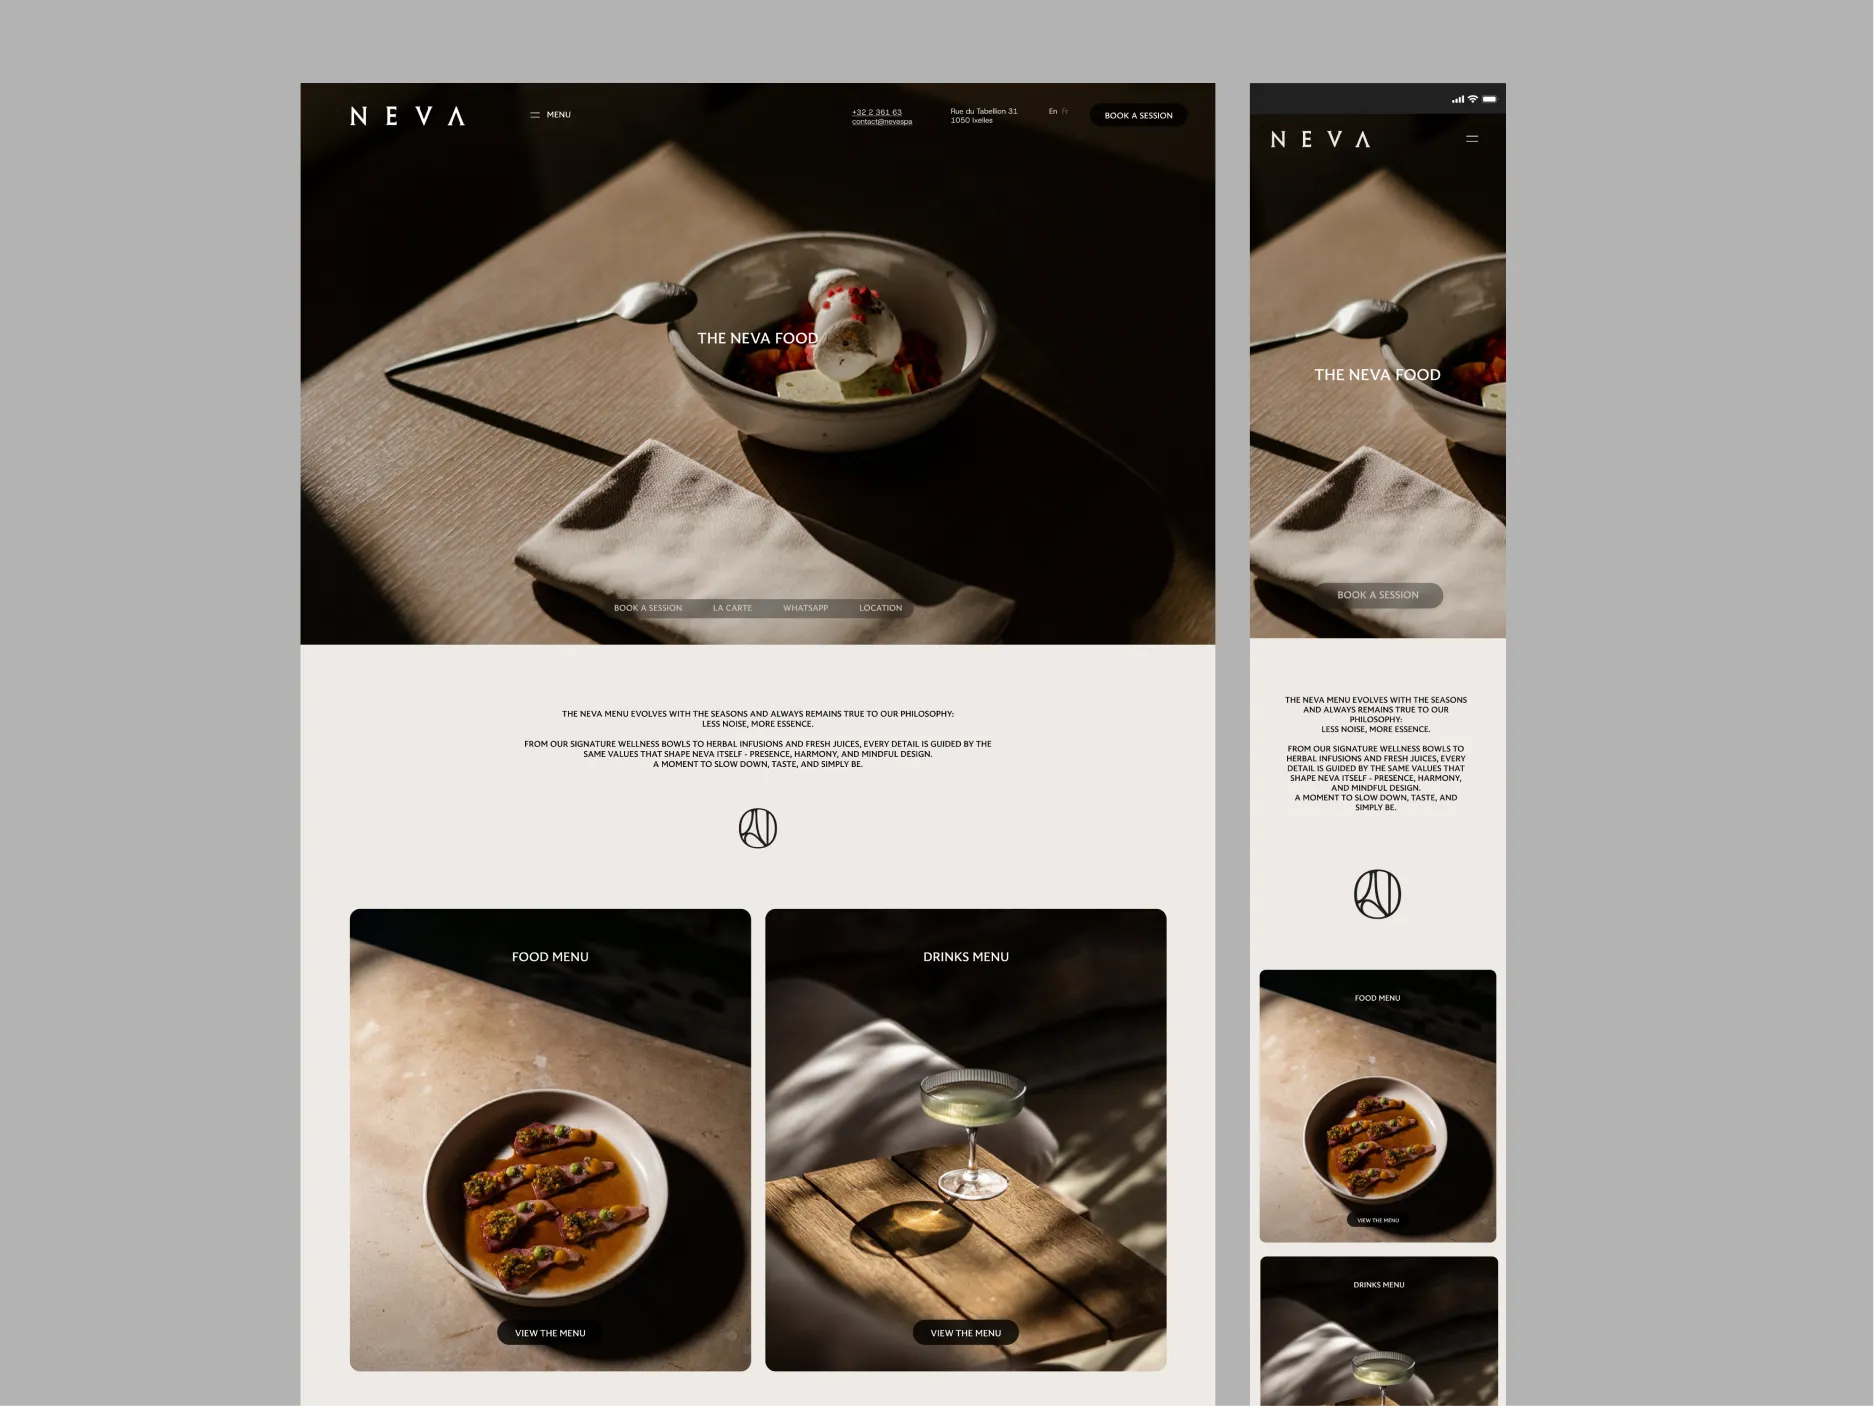 NEVA
MENU
+32 2 361 63
contact@nevaspa
Rue du Tabellion 31
1050 Ixelles
En Fr
BOOK A SESSION
THE NEVA FOOD
BOOK A SESSION LA CARTE WHATSAPP LOCATION
THE NEVA MENU EVOLVES WITH THE SEASONS AND ALWAYS REMAINS TRUE TO OUR PHILOSOPHY:
LESS NOISE, MORE ESSENCE.
FROM OUR SIGNATURE WELLNESS BOWLS TO HERBAL INFUSIONS AND FRESH JUICES, EVERY DETAIL IS GUIDED BY THE
SAME VALUES THAT SHAPE NEVA ITSELF - PRESENCE, HARMONY, AND MINDFUL DESIGN.
A MOMENT TO SLOW DOWN, TASTE, AND SIMPLY BE.
FOOD MENU
VIEW THE MENU
DRINKS MENU
VIEW THE MENU
NEVA
THE NEVA FOOD
BOOK A SESSION
THE NEVA MENU EVOLVES WITH THE SEASONS
AND ALWAYS REMAINS TRUE TO OUR
PHILOSOPHY:
LESS NOISE, MORE ESSENCE.
FROM OUR SIGNATURE WELLNESS BOWLS TO
HERBAL INFUSIONS AND FRESH JUICES, EVERY
DETAIL IS GUIDED BY THE SAME VALUES THAT
SHAPE NEVA ITSELF - PRESENCE, HARMONY,
AND MINDFUL DESIGN.
A MOMENT TO SLOW DOWN, TASTE, AND
SIMPLY BE.
FOOD MENU
VIEW THE MENU
DRINKS MENU